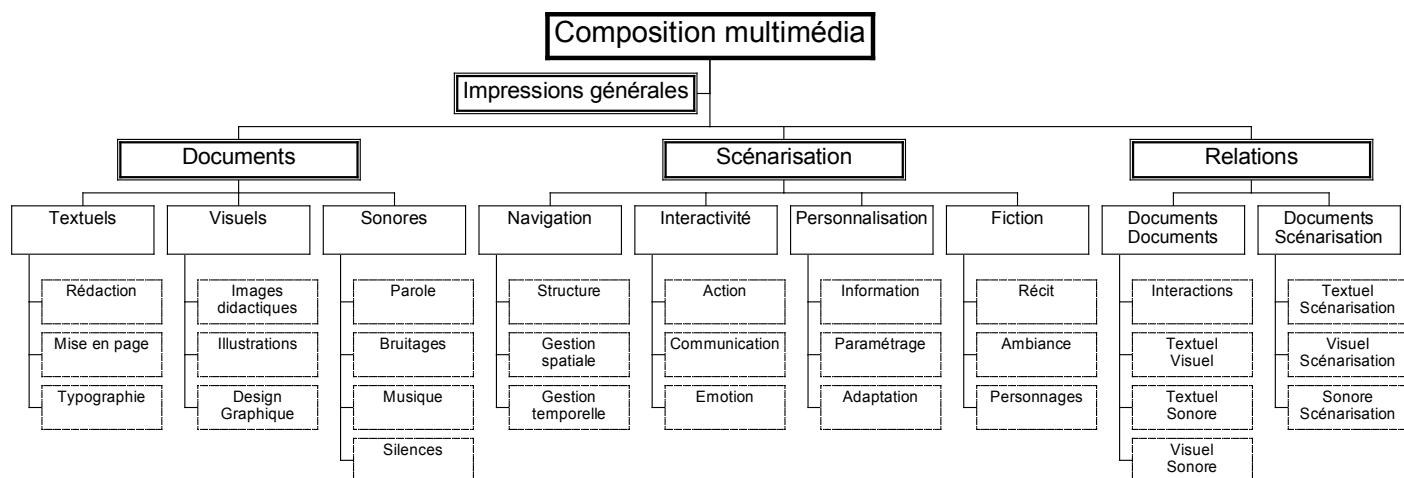 Composition multimédia
Impressions générales
Documents
Scénarisation
Relations
Textuels
Visuels
Sonores
Navigation
Interactivité
Personnalisation
Fiction
Documents
Documents
Documents
Scénarisation
Rédaction
Mise en page
Typographie
Images
didactiques
Illustrations
Design
Graphique
Parole
Bruitages
Musique
Silences
Structure
Gestion
spatiale
Gestion
temporelle
Action
Communication
Emotion
Information
Paramétrage
Adaptation
Récit
Ambiance
Personnages
Interactions
Textuel
Visuel
Textuel
Sonore
Visuel
Sonore
Textuel
Scénarisation
Visuel
Scénarisation
Sonore
Scénarisation